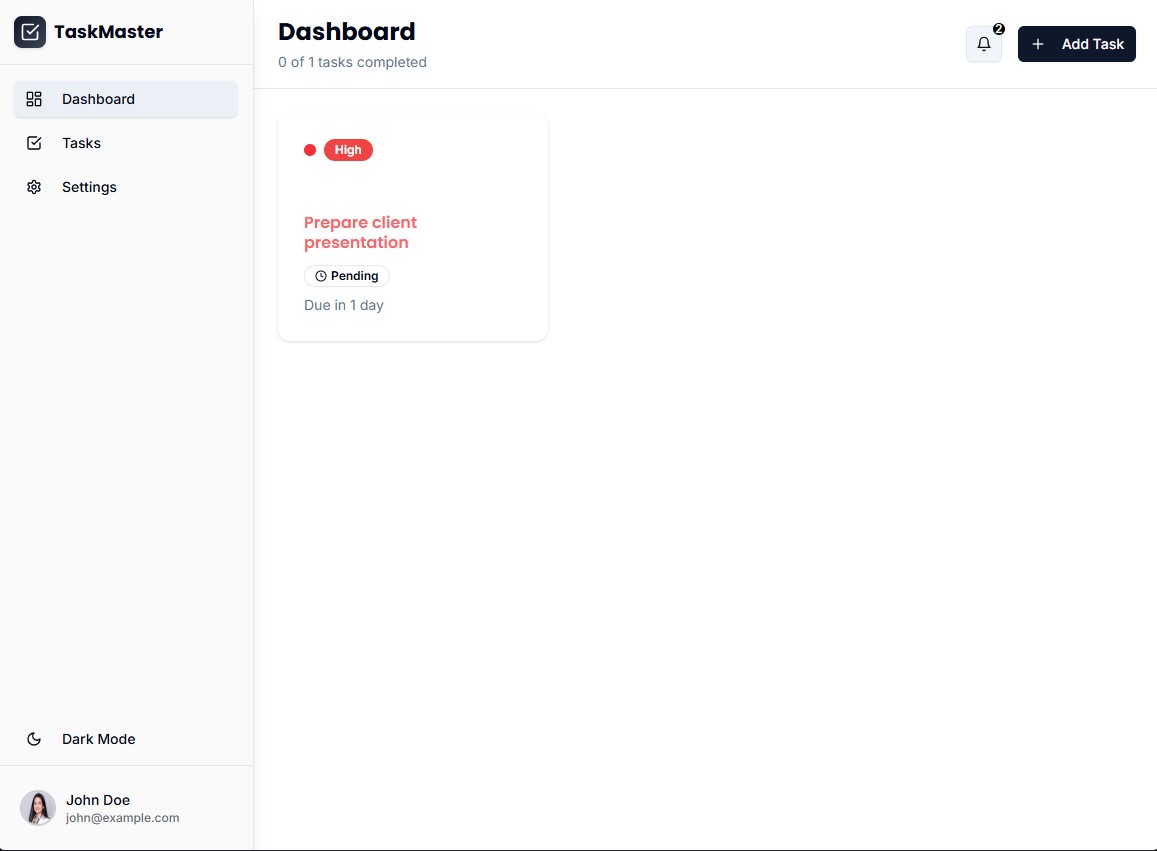 TaskMaster
Dashboard
Tasks
Settings
Dark Mode
John Doe
john@example.com
Dashboard
0 of 1 tasks completed
2
Add Task
High
Prepare client
presentation
Pending
Due in 1 day